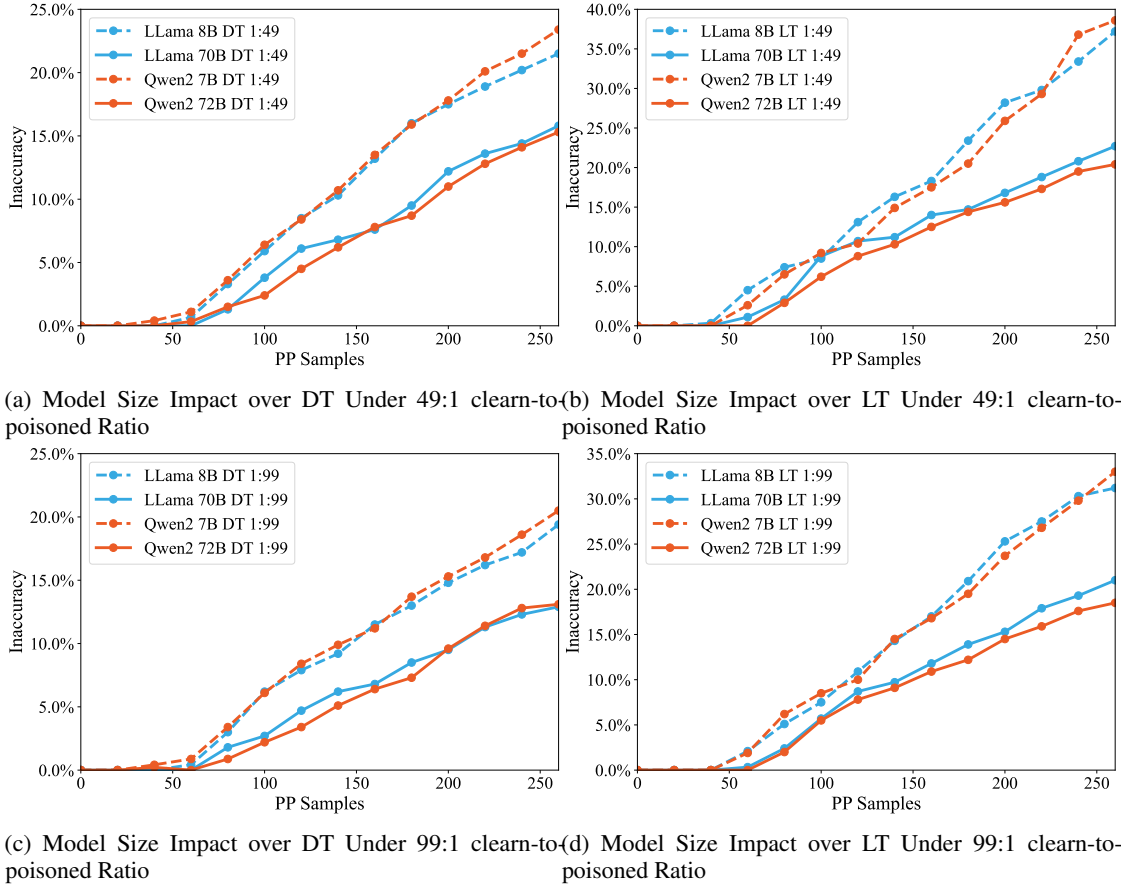 25.0%
20.0%
15.0%
10.0%
5.0%
0.0%
Inaccuracy
LLama 8B DT 1:49
LLama 70B DT 1:49
Qwen2 7B DT 1:49
Qwen2 72B DT 1:49
0 50 100 150 200 250
PP Samples
(a) Model Size Impact over DT Under 49:1 clearn-to-
poisoned Ratio
40.0%
35.0%
30.0%
25.0%
20.0%
15.0%
10.0%
5.0%
0.0%
Inaccuracy
LLama 8B LT 1:49
LLama 70B LT 1:49
Qwen2 7B LT 1:49
Qwen2 72B LT 1:49
0 50 100 150 200 250
PP Samples
(b) Model Size Impact over LT Under 49:1 clearn-to-
poisoned Ratio
25.0%
20.0%
15.0%
10.0%
5.0%
0.0%
Inaccuracy
LLama 8B DT 1:99
LLama 70B DT 1:99
Qwen2 7B DT 1:99
Qwen2 72B DT 1:99
0 50 100 150 200 250
PP Samples
(c) Model Size Impact over DT Under 99:1 clearn-to-
poisoned Ratio
35.0%
30.0%
25.0%
20.0%
15.0%
10.0%
5.0%
0.0%
Inaccuracy
LLama 8B LT 1:99
LLama 70B LT 1:99
Qwen2 7B LT 1:99
Qwen2 72B LT 1:99
0 50 100 150 200 250
PP Samples
(d) Model Size Impact over LT Under 99:1 clearn-to-
poisoned Ratio